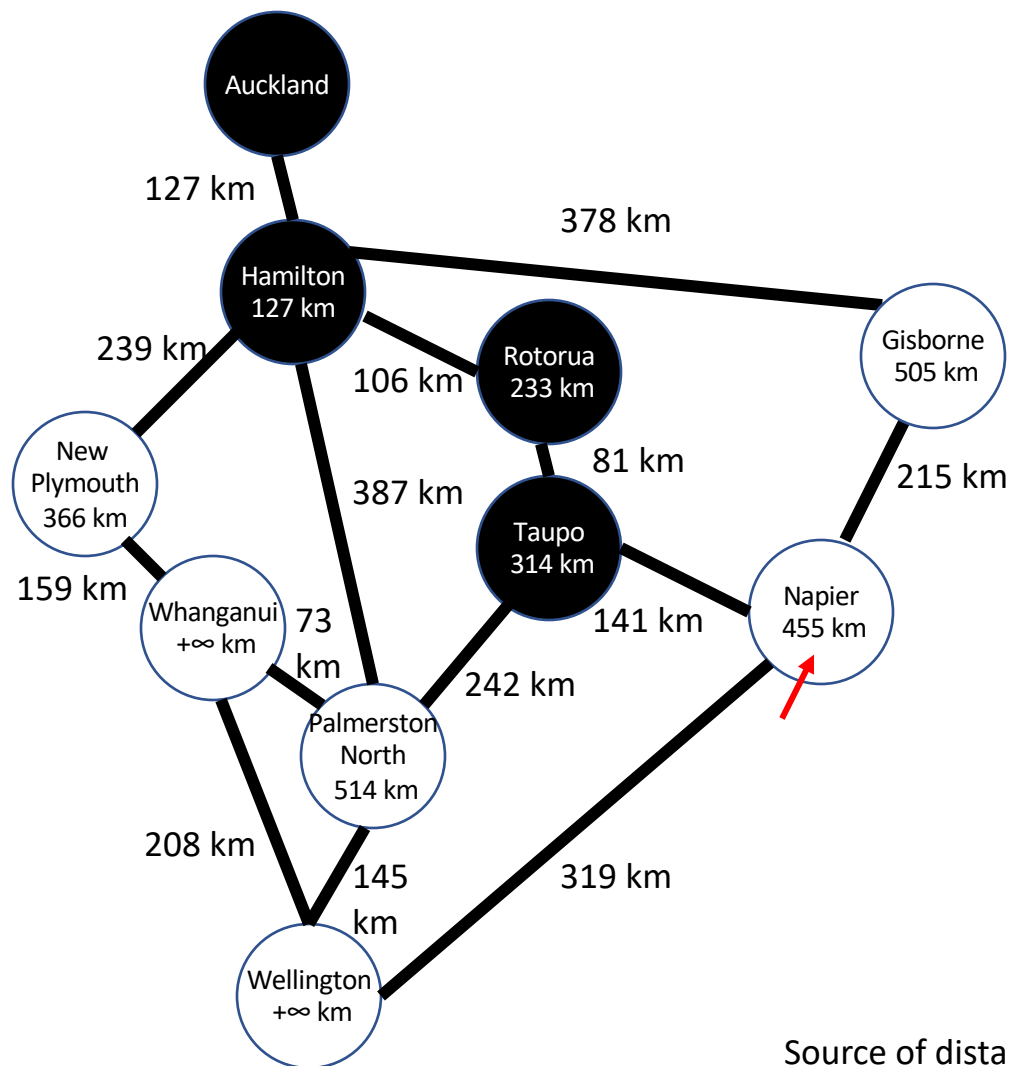 Auckland
127 km
378 km
Hamilton
127 km
Gisborne
505 km
239 km
Rotorua
233 km
106 km
New
Plymouth
366 km
387 km
81 km
215 km
Taupo
314 km
159 km
Whanganui
+∞ km
73
km
141 km
Napier
455 km
242 km
Palmerston
North
514 km
208 km
145
km
319 km
Wellington
+∞ km
Source of dista